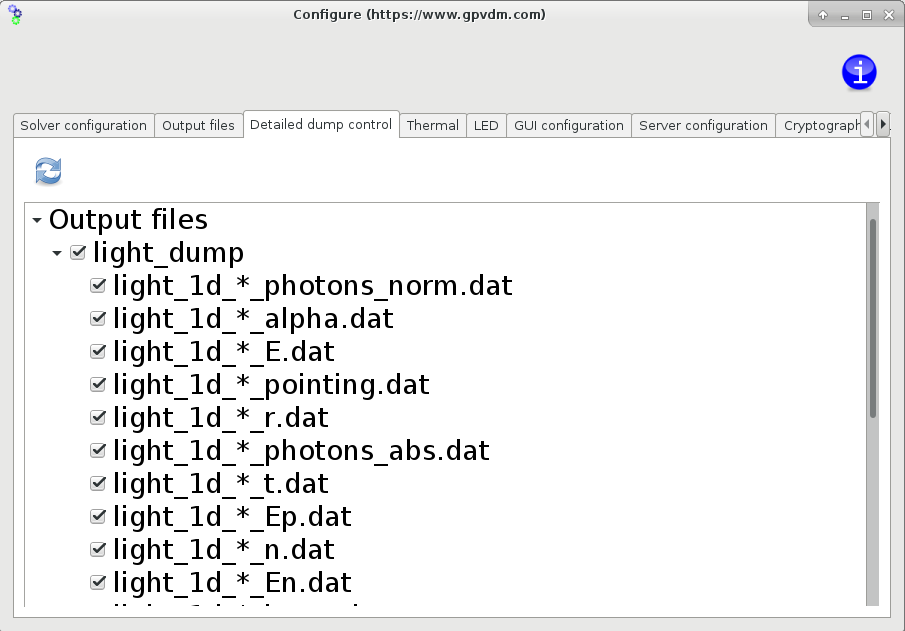 Configure (https://www.gpvdm.com)
Solver configuration
Output files
Detailed dump control
Thermal
LED
GUI configuration
Server configuration
Output files
light_dump
light_1d_*_photons_norm.dat
light_1d_*_alpha.dat
light_1d_*_E.dat
light_1d_*_pointing.dat
light_1d_*_r.dat
light_1d_*_photons_abs.dat
light_1d_*_t.dat
light_1d_*_Ep.dat
light_1d_*_n.dat
light_1d_*_En.dat